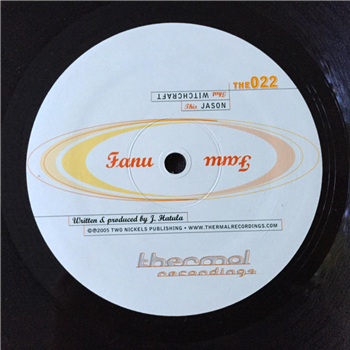 THE022
That WITCHCRAFT
This JASON
Fanu
Fanu
Written & produced by J. Hatula
©℗2005 TWO NICKELS PUBLISHING • WWW.THERMALRECORDINGS.COM
thermal
recordings